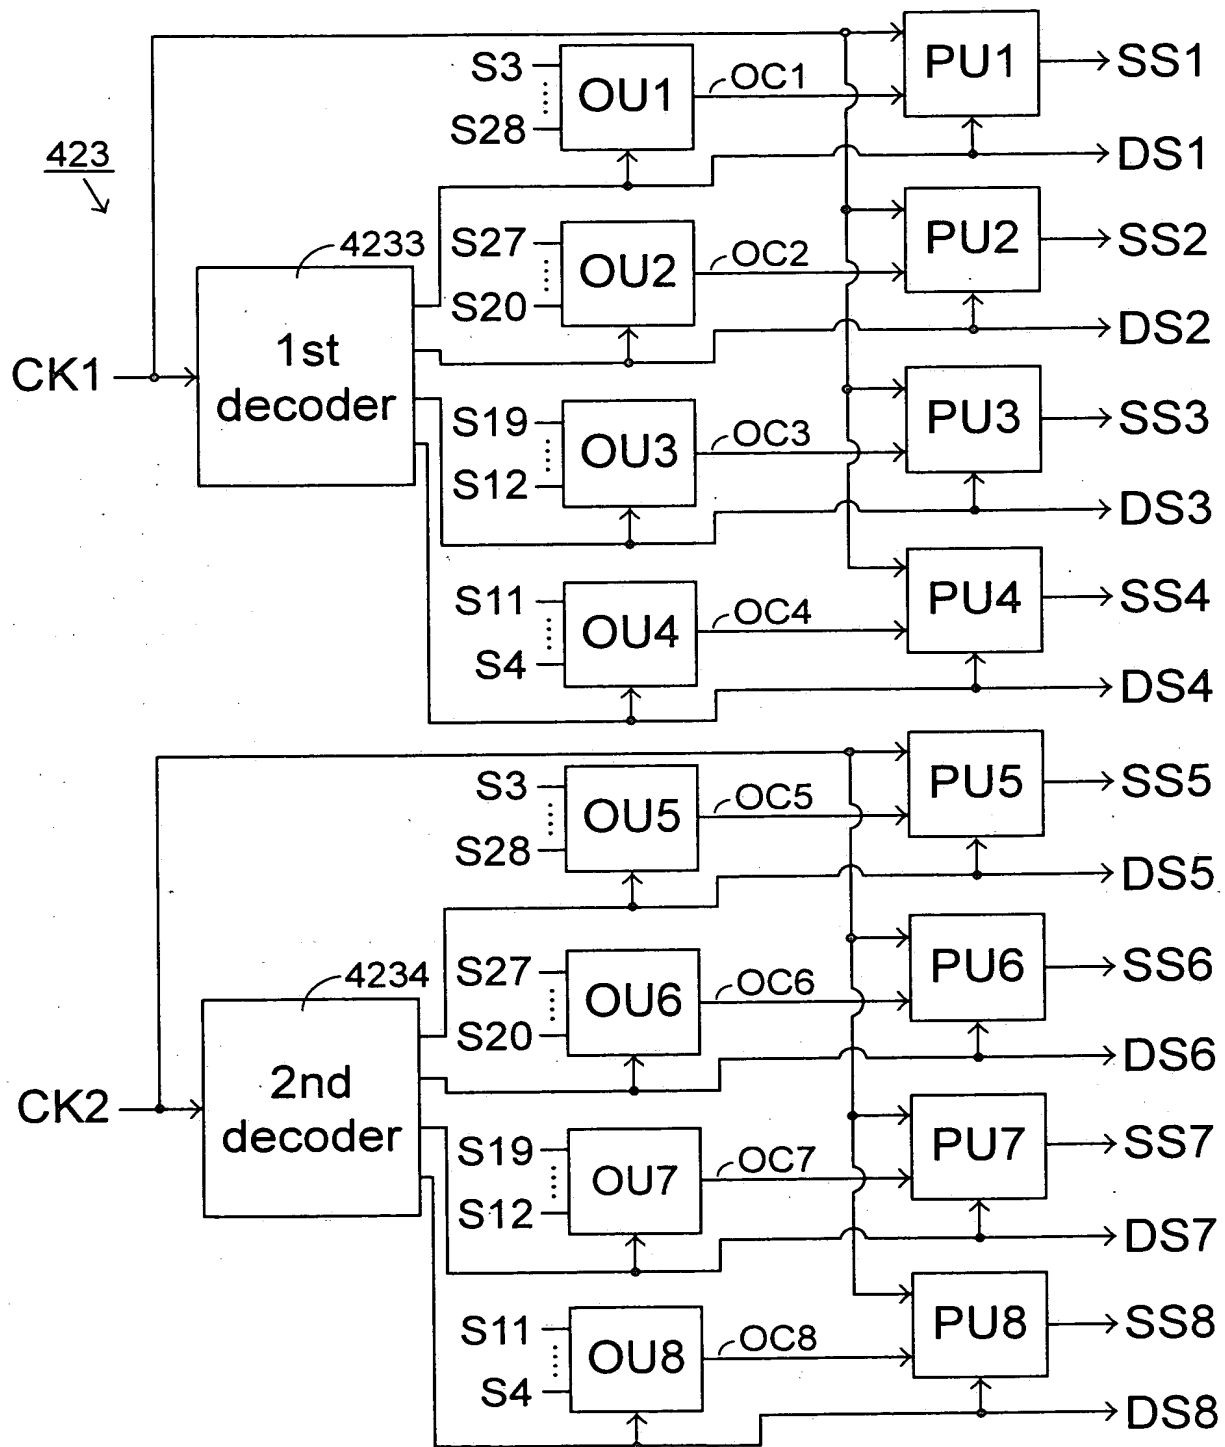 S3
OU1
OC1
PU1
SS1
S28
423
DS1
4233
S27
OU2
OC2
PU2
SS2
S20
1st
decoder
CK1
DS2
S19
OU3
OC3
PU3
SS3
S12
DS3
S11
OU4
OC4
PU4
SS4
S4
DS4
S3
OU5
OC5
PU5
SS5
S28
DS5
4234
S27
OU6
OC6
PU6
SS6
S20
2nd
decoder
CK2
DS6
S19
OU7
OC7
PU7
SS7
S12
DS7
S11
OU8
OC8
PU8
SS8
S4
DS8